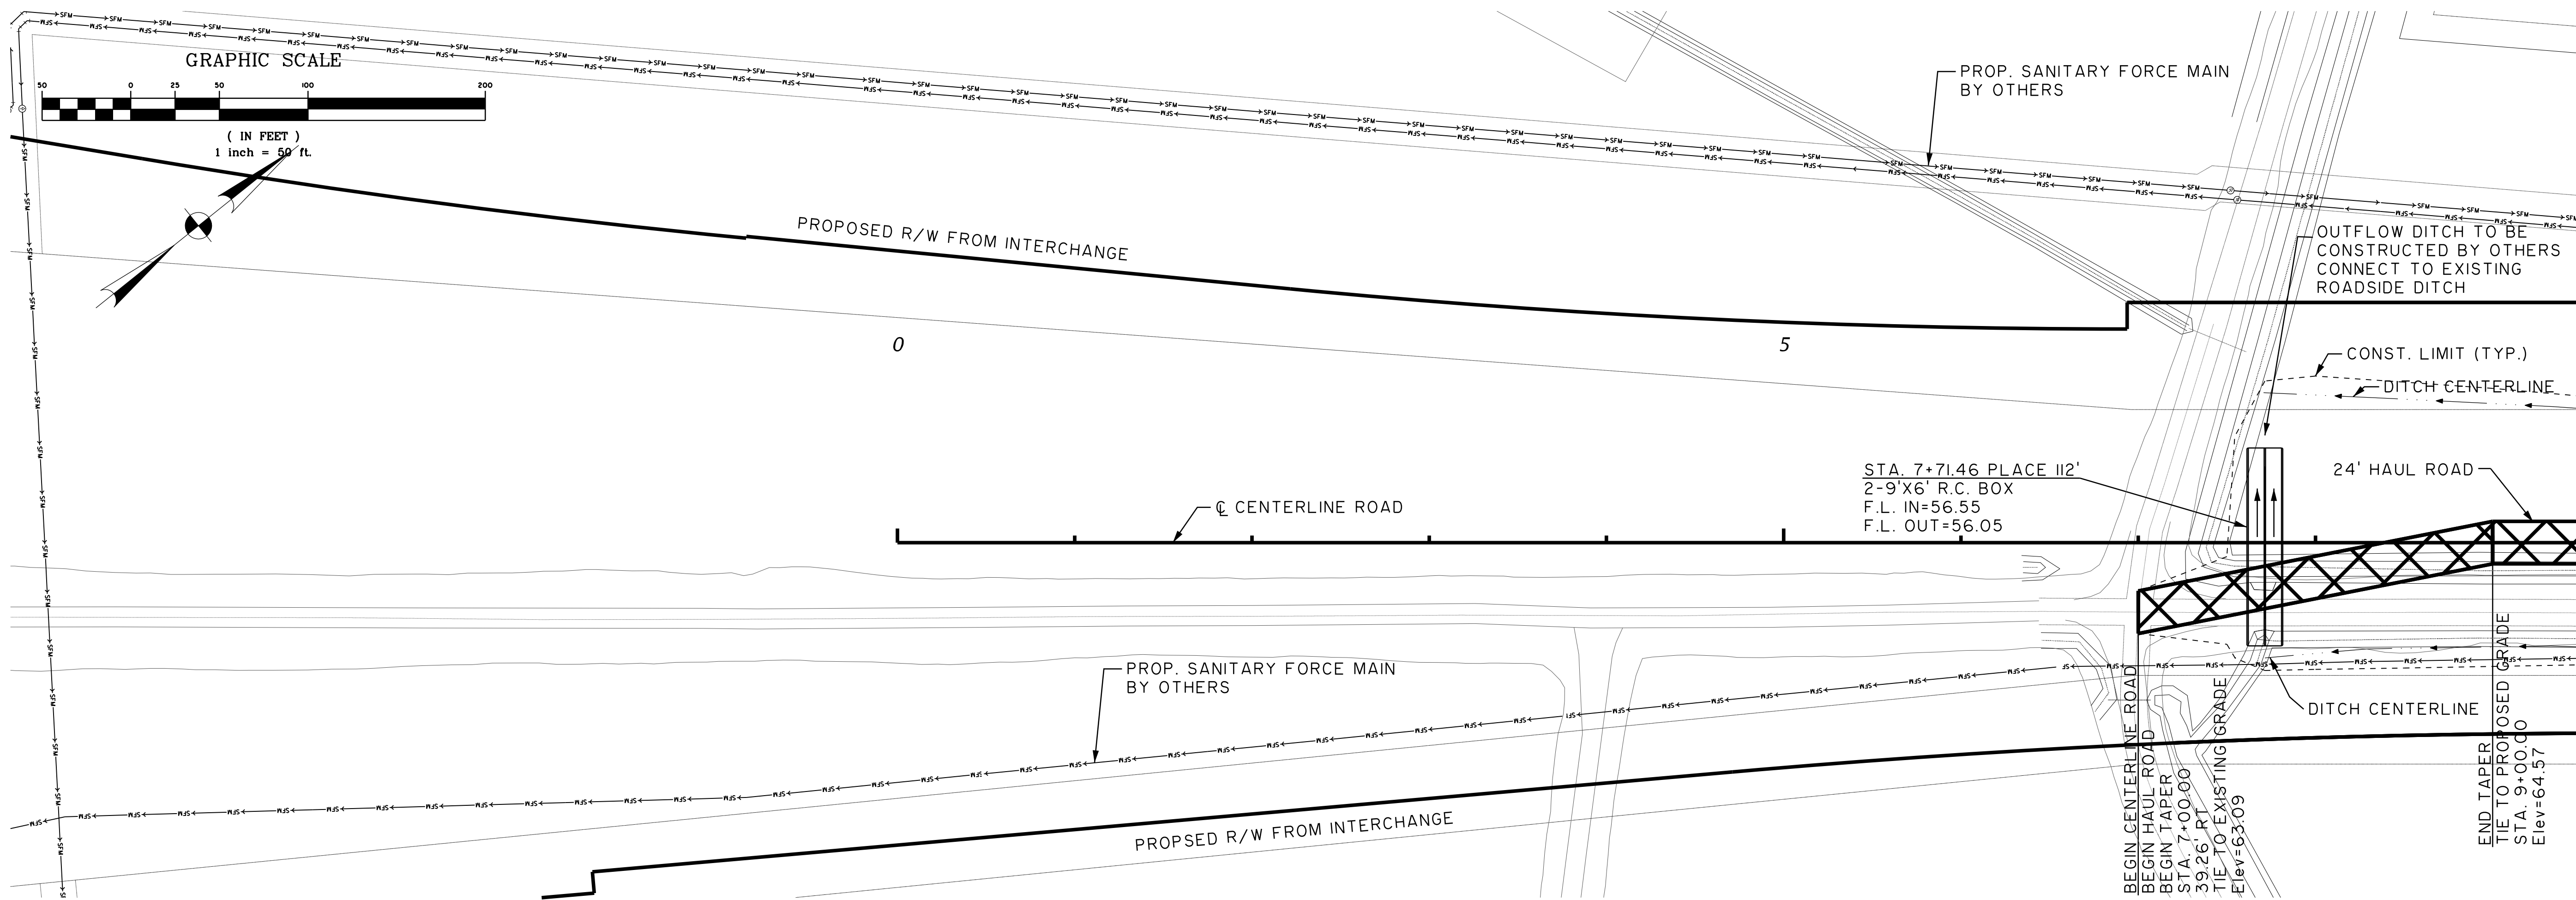 GRAPHIC SCALE
50 0 25 50 100 200
( IN FEET )
1 inch = 50 ft.
PROP. SANITARY FORCE MAIN
BY OTHERS
PROPOSED R/W FROM INTERCHANGE
OUTFLOW DITCH TO BE
CONSTRUCTED BY OTHERS
CONNECT TO EXISTING
ROADSIDE DITCH
0
5
CONST. LIMIT (TYP.)
DITCH CENTERLINE
STA. 7+71.46 PLACE 112'
2-9'X6' R.C. BOX
F.L. IN=56.55
F.L. OUT=56.05
24' HAUL ROAD
℄ CENTERLINE ROAD
PROP. SANITARY FORCE MAIN
BY OTHERS
DITCH CENTERLINE
PROPSED R/W FROM INTERCHANGE
BEGIN CENTERLINE ROAD
BEGIN HAUL ROAD
BEGIN TAPER
STA. 7+00.00
39.26' RT
TIE TO EXISTING GRADE
Elev=63.09
END TAPER
TIE TO PROPOSED GRADE
STA. 9+00.00
Elev=64.57
SFM